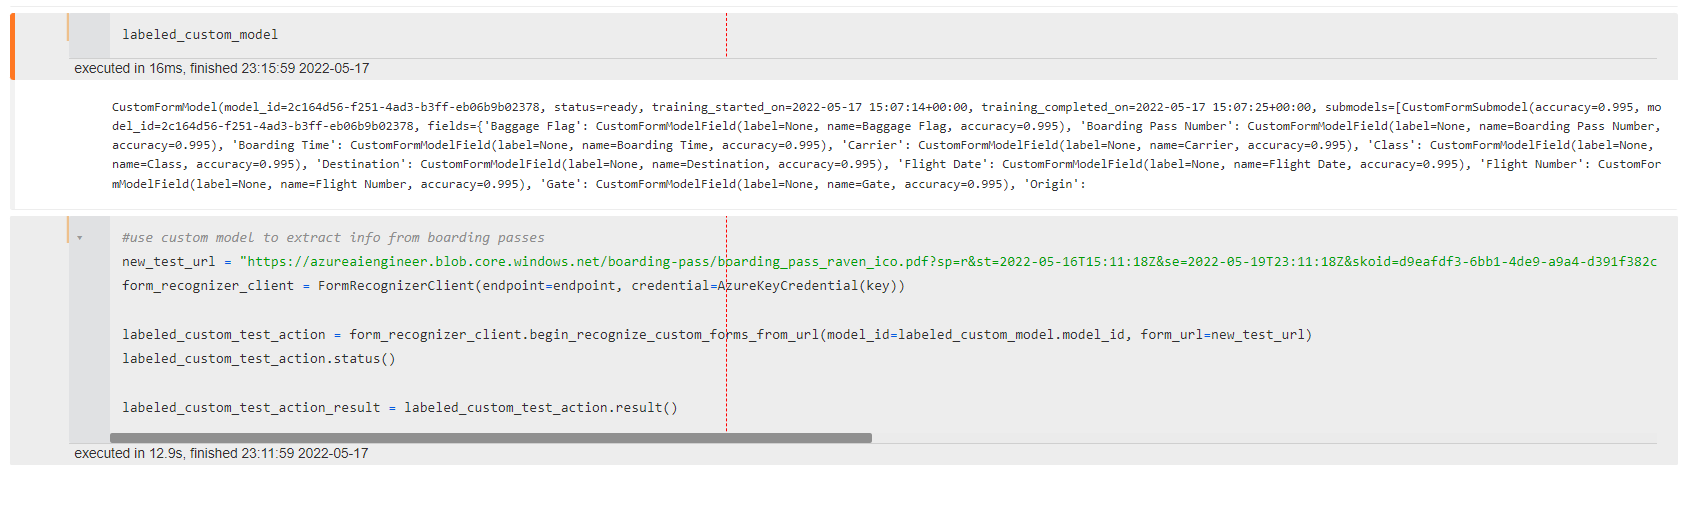 labeled_custom_model
executed in 16ms, finished 23:15:59 2022-05-17
CustomFormModel(model_id=2c164d56-f251-4ad3-b3ff-eb06b9b02378, status=ready, training_started_on=2022-05-17 15:07:14+00:00, training_completed_on=2022-05-17 15:07:25+00:00, submodels=[CustomFormSubmodel(accuracy=0.995, mo
del_id=2c164d56-f251-4ad3-b3ff-eb06b9b02378, fields={'Baggage Flag': CustomFormModelField(label=None, name=Baggage Flag, accuracy=0.995), 'Boarding Pass Number': CustomFormModelField(label=None, name=Boarding Pass Number,
accuracy=0.995), 'Boarding Time': CustomFormModelField(label=None, name=Boarding Time, accuracy=0.995), 'Carrier': CustomFormModelField(label=None, name=Carrier, accuracy=0.995), 'Class': CustomFormModelField(label=None,
name=Class, accuracy=0.995), 'Destination': CustomFormModelField(label=None, name=Destination, accuracy=0.995), 'Flight Date': CustomFormModelField(label=None, name=Flight Date, accuracy=0.995), 'Flight Number': CustomFor
mModelField(label=None, name=Flight Number, accuracy=0.995), 'Gate': CustomFormModelField(label=None, name=Gate, accuracy=0.995), 'Origin':
#use custom model to extract info from boarding passes
new_test_url = "https://azureaiengineer.blob.core.windows.net/boarding-pass/boarding_pass_raven_ico.pdf?sp=r&st=2022-05-16T15:11:18Z&se=2022-05-19T23:11:18Z&skoid=d9eafdf3-6bb1-4de9-a9a4-d391f382c
form_recognizer_client = FormRecognizerClient(endpoint=endpoint, credential=AzureKeyCredential(key))
labeled_custom_test_action = form_recognizer_client.begin_recognize_custom_forms_from_url(model_id=labeled_custom_model.model_id, form_url=new_test_url)
labeled_custom_test_action.status()
labeled_custom_test_action_result = labeled_custom_test_action.result()
executed in 12.9s, finished 23:11:59 2022-05-17